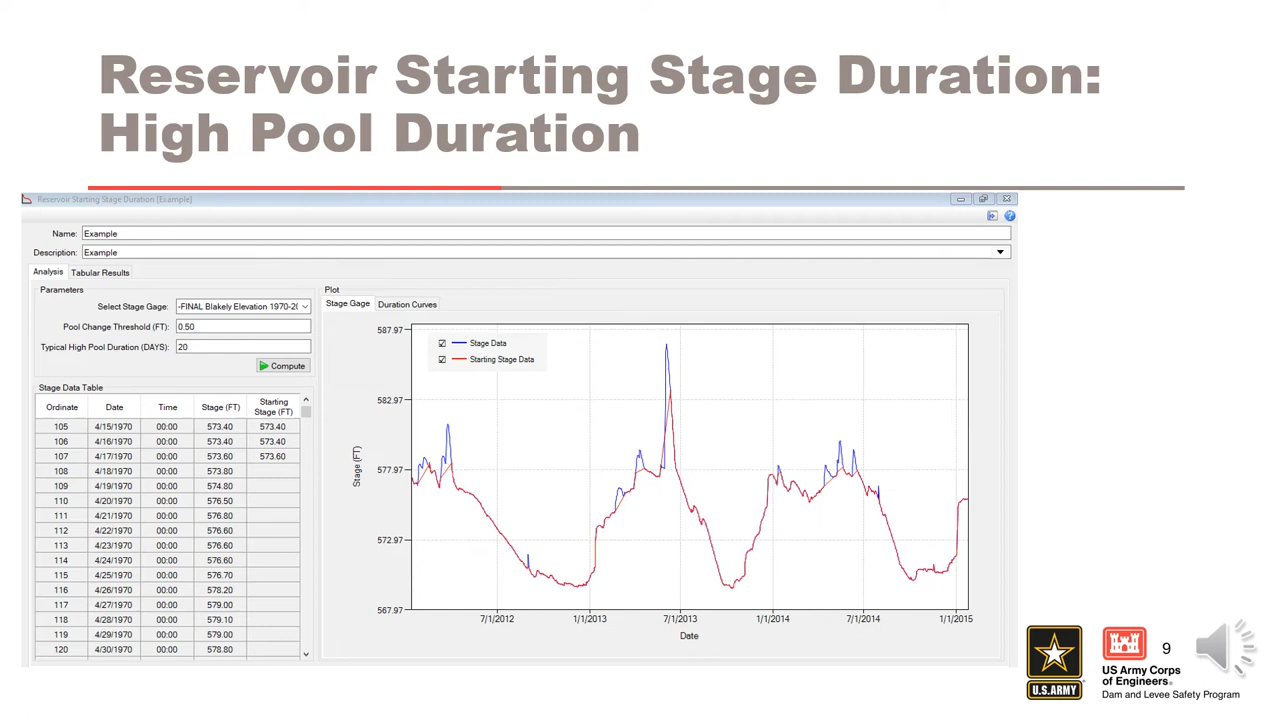 Reservoir Starting Stage Duration:
High Pool Duration
Reservoir Starting Stage Duration [Example]
Name: Example
Description: Example
Analysis Tabular Results
Parameters
Select Stage Gage: -FINAL Blakely Elevation 1970-20
Pool Change Threshold (FT): 0.50
Typical High Pool Duration (DAYS): 20
Compute
Stage Data Table
Ordinate Date Time Stage (FT) Starting Stage (FT)
105 4/15/1970 00:00 573.40 573.40
106 4/16/1970 00:00 573.40 573.40
107 4/17/1970 00:00 573.60 573.60
108 4/18/1970 00:00 573.80
109 4/19/1970 00:00 574.80
110 4/20/1970 00:00 576.50
111 4/21/1970 00:00 576.80
112 4/22/1970 00:00 576.60
113 4/23/1970 00:00 576.60
114 4/24/1970 00:00 576.60
115 4/25/1970 00:00 576.70
116 4/26/1970 00:00 578.20
117 4/27/1970 00:00 579.00
118 4/28/1970 00:00 579.10
119 4/29/1970 00:00 579.00
120 4/30/1970 00:00 578.80
Plot
Stage Gage Duration Curves
Stage Data
Starting Stage Data
587.97
582.97
577.97
572.97
567.97
Stage (FT)
7/1/2012 1/1/2013 7/1/2013 1/1/2014 7/1/2014 1/1/2015
Date
U.S.ARMY
US Army Corps
of Engineers®
Dam and Levee Safety Program
9